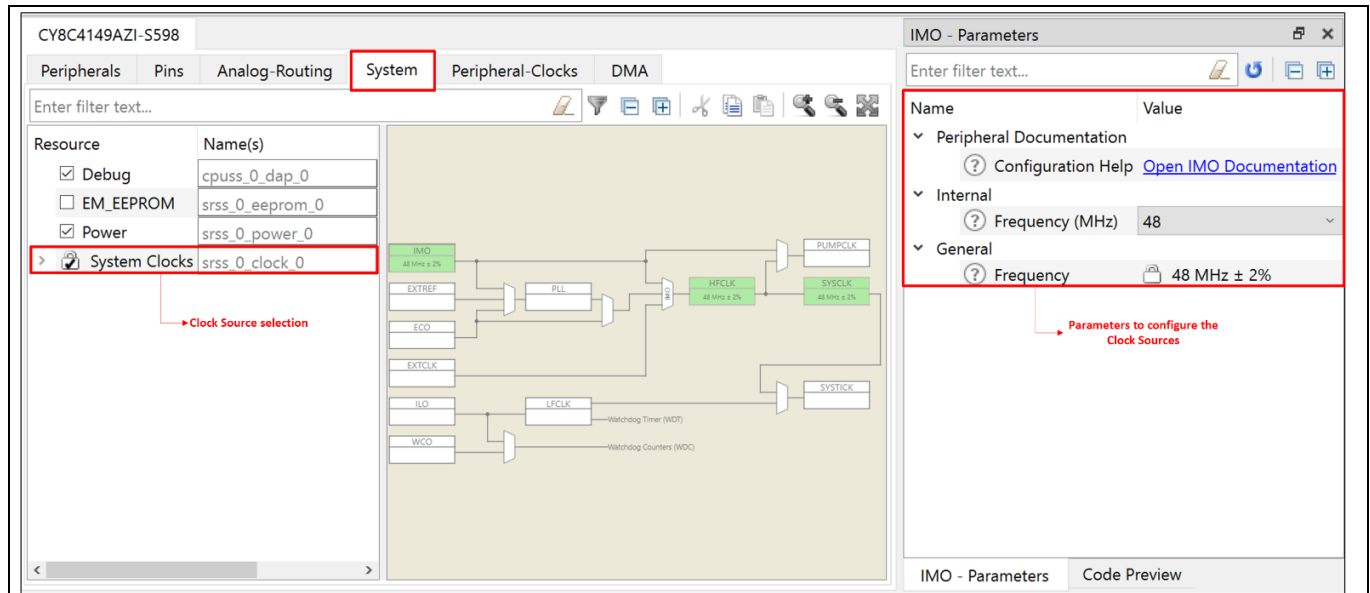 CY8C4149AZI-S598
Peripherals Pins Analog-Routing System Peripheral-Clocks DMA
Enter filter text...
Resource Name(s)
Debug cpuss_0_dap_0
EM_EEPROM srss_0_eeprom_0
Power srss_0_power_0
System Clocks srss_0_clock_0
Clock Source selection
IMO
48 MHz ± 2%
EXTREF
ECO
EXTCLK
ILO
WCO
PLL
LFCLK
IMO
HFCLK
48 MHz ± 2%
PUMPCLK
SYSCLK
48 MHz ± 2%
SYSTICK
Watchdog Timer (WDT)
Watchdog Counters (WDC)
IMO - Parameters
Enter filter text...
Name Value
Peripheral Documentation
Configuration Help Open IMO Documentation
Internal
Frequency (MHz) 48
General
Frequency 48 MHz ± 2%
Parameters to configure the
Clock Sources
IMO - Parameters Code Preview